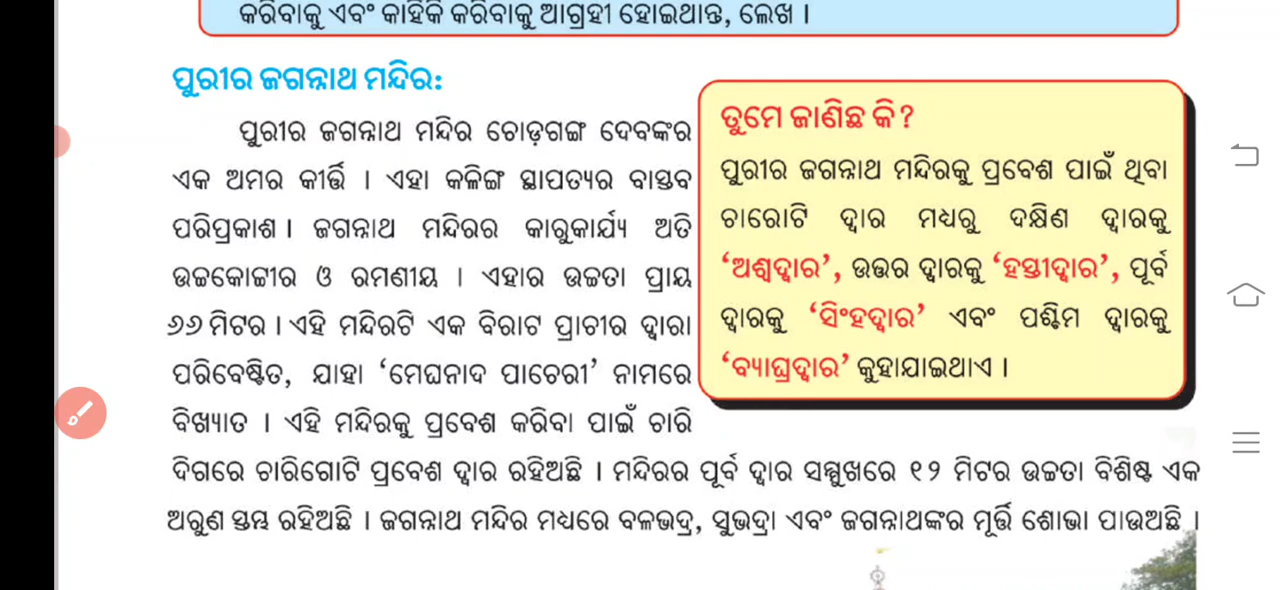 କରିବାକୁ ଏବଂ କାହିଁକି କରିବାକୁ ଆଗ୍ରହୀ ହୋଇଥାନ୍ତ, ଲେଖ ।
ପୁରୀର ଜଗନ୍ନାଥ ମନ୍ଦିର:
ପୁରୀର ଜଗନ୍ନାଥ ମନ୍ଦିର ଚୋଡ଼ଗଙ୍ଗ ଦେବଙ୍କର
ଏକ ଅମର କୀର୍ତ୍ତି । ଏହା କଳିଙ୍ଗ ସ୍ଥାପତ୍ୟର ବାସ୍ତବ
ପରିପ୍ରକାଶ । ଜଗନ୍ନାଥ ମନ୍ଦିରର କାରୁକାର୍ଯ୍ୟ ଅତି
ଉଚ୍ଚକୋଟ୍ଟୀର ଓ ରମଣୀୟ । ଏହାର ଉଚ୍ଚତା ପ୍ରାୟ
୬୬ ମିଟର । ଏହି ମନ୍ଦିରଟି ଏକ ବିରାଟ ପ୍ରାଚୀର ଦ୍ୱାରା
ପରିବେଷ୍ଟିତ, ଯାହା ‘ମେଘନାଦ ପାଚେରୀ’ ନାମରେ
ବିଖ୍ୟାତ । ଏହି ମନ୍ଦିରକୁ ପ୍ରବେଶ କରିବା ପାଇଁ ଚାରି
ଦିଗରେ ଚାରିଗୋଟି ପ୍ରବେଶ ଦ୍ୱାର ରହିଅଛି । ମନ୍ଦିରର ପୂର୍ବ ଦ୍ୱାର ସମ୍ମୁଖରେ ୧୨ ମିଟର ଉଚ୍ଚତା ବିଶିଷ୍ଟ ଏକ
ଅରୁଣ ସ୍ତମ୍ଭ ରହିଅଛି । ଜଗନ୍ନାଥ ମନ୍ଦିର ମଧ୍ୟରେ ବଳଭଦ୍ର, ସୁଭଦ୍ରା ଏବଂ ଜଗନ୍ନାଥଙ୍କର ମୂର୍ତ୍ତି ଶୋଭା ପାଉଅଛି ।
ତୁମେ ଜାଣିଛ କି?
ପୁରୀର ଜଗନ୍ନାଥ ମନ୍ଦିରକୁ ପ୍ରବେଶ ପାଇଁ ଥିବା
ଚାରୋଟି ଦ୍ୱାର ମଧ୍ୟରୁ ଦକ୍ଷିଣ ଦ୍ୱାରକୁ
‘ଅଶ୍ୱଦ୍ୱାର’, ଉତ୍ତର ଦ୍ୱାରକୁ ‘ହସ୍ତୀଦ୍ୱାର’, ପୂର୍ବ
ଦ୍ୱାରକୁ ‘ସିଂହଦ୍ୱାର’ ଏବଂ ପଶ୍ଚିମ ଦ୍ୱାରକୁ
‘ବ୍ୟାଘ୍ରଦ୍ୱାର’ କୁହାଯାଇଥାଏ ।